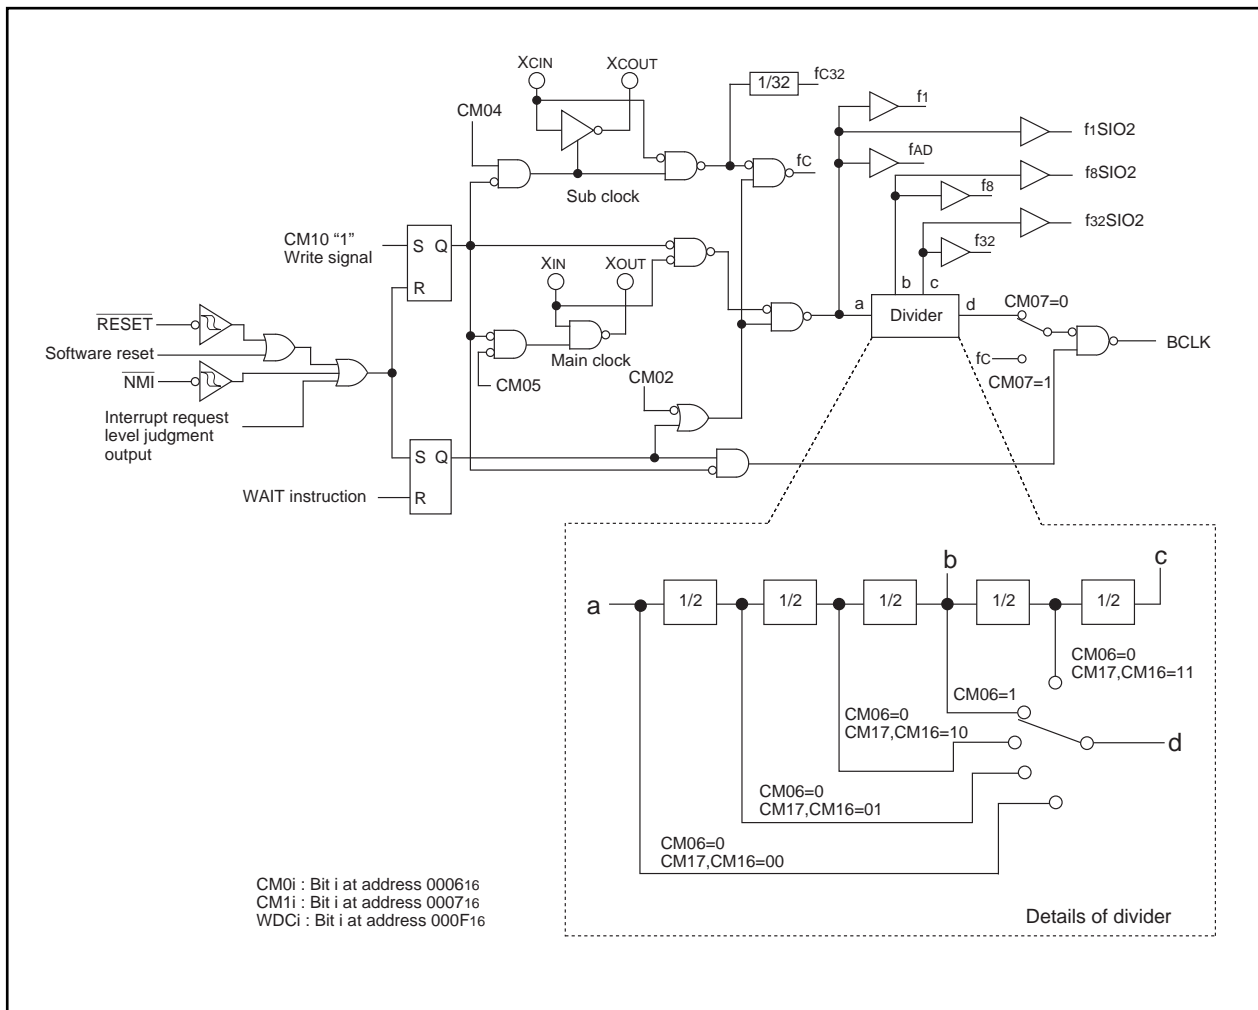 XCIN XCOUT
1/32 fC32
CM04
f1
f1SIO2
fAD
fC
f8SIO2
Sub clock
f8
f32SIO2
CM10 “1”
Write signal
S Q
R
XIN XOUT
f32
b c
a Divider d
CM07=0
RESET
Software reset
NMI
Main clock
CM05
CM02
fC
CM07=1
BCLK
Interrupt request
level judgment
output
S Q
R
WAIT instruction
a 1/2 1/2 1/2 b 1/2 1/2 c
CM06=0
CM17,CM16=11
CM06=1
CM06=0
CM17,CM16=10
d
CM06=0
CM17,CM16=01
CM06=0
CM17,CM16=00
CM0i : Bit i at address 000616
CM1i : Bit i at address 000716
WDCi : Bit i at address 000F16
Details of divider